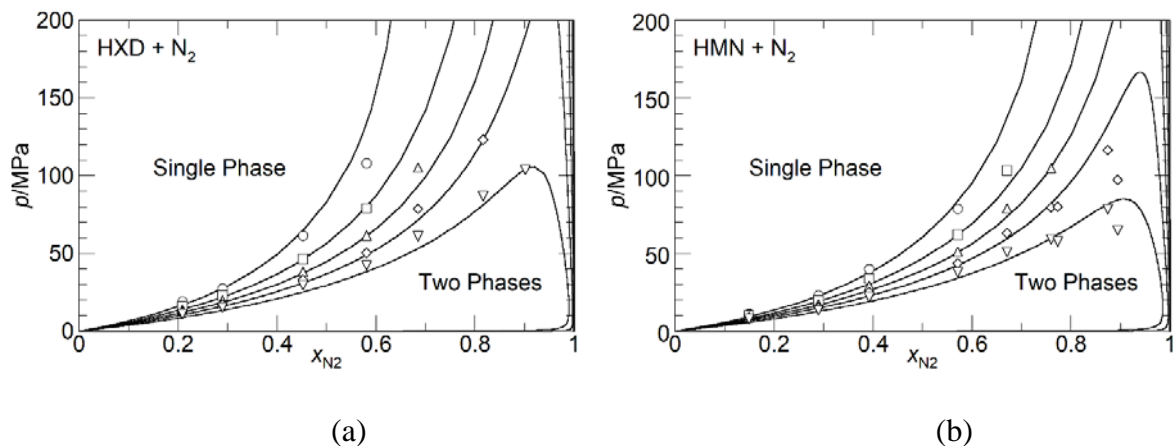 200
150
100
50
0
p/MPa
HXD + N2
Single Phase
Two Phases
0 0.2 0.4 0.6 0.8 1
xN2
(a)
200
150
100
50
0
p/MPa
HMN + N2
Single Phase
Two Phases
0 0.2 0.4 0.6 0.8 1
xN2
(b)